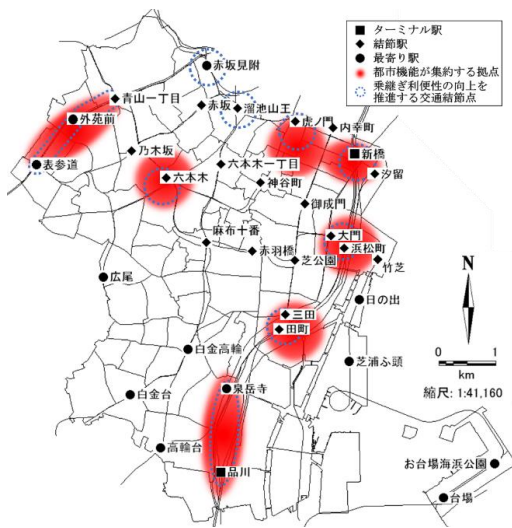 ■ ターミナル駅
◆ 結節駅
● 最寄り駅
都市機能が集約する拠点
乗継ぎ利便性の向上を
推進する交通結節点
赤坂見附
青山一丁目
赤坂
溜池山王
外苑前
虎ノ門
内幸町
乃木坂
新橋
表参道
六本木一丁目
六本木
汐留
神谷町
御成門
麻布十番
大門
赤羽橋
浜松町
芝公園
竹芝
広尾
日の出
三田
田町
白金高輪
芝浦ふ頭
泉岳寺
白金台
高輪台
品川
お台場海浜公園
台場
N
0 1
km
縮尺: 1:41,160